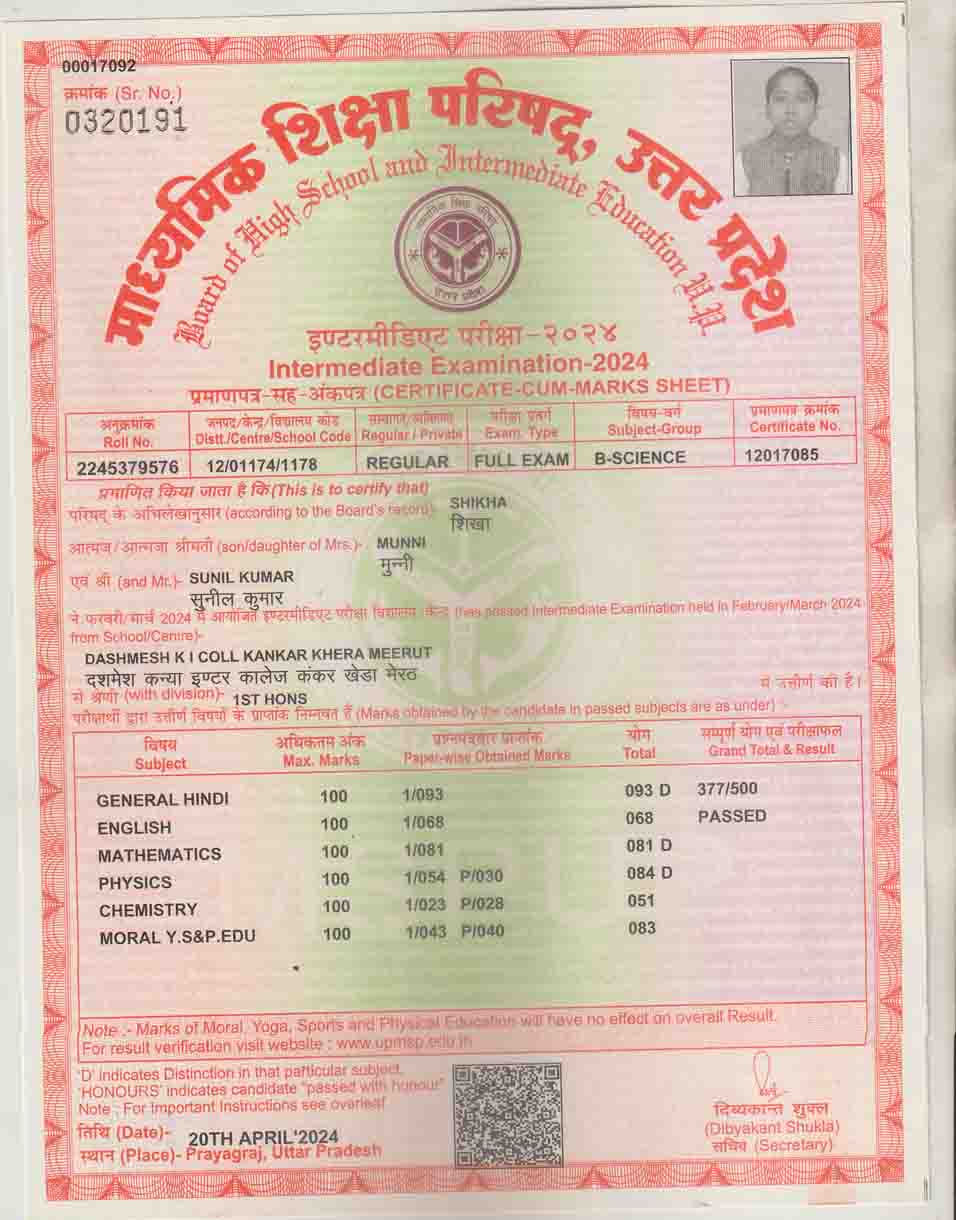 00017092
क्रमांक (Sr. No.)
0320191
माध्यमिक शिक्षा परिषद्, उत्तर प्रदेश
Board of High School and Intermediate Education U.P.
माध्यमिक शिक्षा परिषद्
उत्तर प्रदेश
इण्टरमीडिएट परीक्षा-२०२४
Intermediate Examination-2024
प्रमाणपत्र-सह-अंकपत्र (CERTIFICATE-CUM-MARKS SHEET)
अनुक्रमांक जनपद/केन्द्र/विद्यालय कोड संस्थागत/व्यक्तिगत परीक्षा प्रवर्ग विषय-वर्ग प्रमाणपत्र क्रमांक
Roll No. Distt./Centre/School Code Regular / Private Exam. Type Subject-Group Certificate No.
2245379576 12/01174/1178 REGULAR FULL EXAM B-SCIENCE 12017085
प्रमाणित किया जाता है कि (This is to certify that)
परिषद् के अभिलेखानुसार (according to the Board's record)- SHIKHA
शिखा
आत्मज/आत्मजा श्रीमती (son/daughter of Mrs.)- MUNNI
मुन्नी
एवं श्री (and Mr.)- SUNIL KUMAR
सुनील कुमार
ने फरवरी/मार्च 2024 में आयोजित इण्टरमीडिएट परीक्षा विद्यालय/केन्द्र (has passed Intermediate Examination held in February/March 2024
from School/Centre)-
DASHMESH K I COLL KANKAR KHERA MEERUT
दशमेश कन्या इण्टर कालेज कंकर खेडा मेरठ
से श्रेणी (with division)- 1ST HONS में उत्तीर्ण की है।
परीक्षार्थी द्वारा उत्तीर्ण विषयों के प्राप्तांक निम्नवत् हैं (Marks obtained by the candidate in passed subjects are as under) :-
विषय अधिकतम अंक प्रश्नपत्रवार प्राप्तांक योग सम्पूर्ण योग एवं परीक्षाफल
Subject Max. Marks Paper-wise Obtained Marks Total Grand Total & Result
GENERAL HINDI 100 1/093 093 D 377/500
ENGLISH 100 1/068 068 PASSED
MATHEMATICS 100 1/081 081 D
PHYSICS 100 1/054 P/030 084 D
CHEMISTRY 100 1/023 P/028 051
MORAL Y.S&P.EDU 100 1/043 P/040 083
Note :- Marks of Moral, Yoga, Sports and Physical Education will have no effect on overall Result.
For result verification visit website : www.upmsp.edu.in
'D' indicates Distinction in that particular subject.
'HONOURS' indicates candidate "passed with honour"
Note : For Important Instructions see overleaf
तिथि (Date)- 20TH APRIL'2024
स्थान (Place)- Prayagraj, Uttar Pradesh
दिव्यकान्त शुक्ल
(Dibyakant Shukla)
सचिव (Secretary)